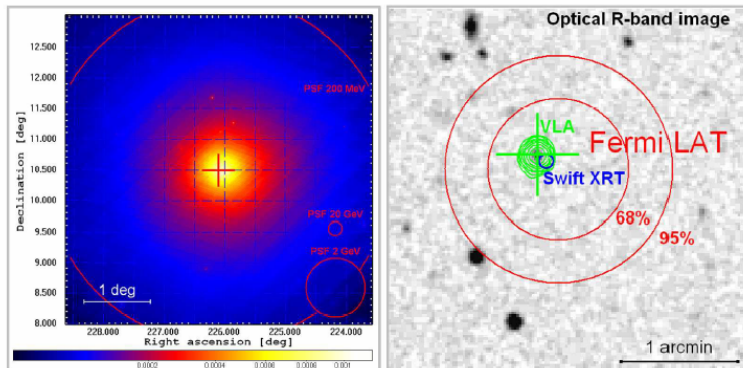 12.500
12.000
11.500
11.000
10.500
10.000
9.500
9.000
8.500
8.000
Declination [deg]
PSF 200 MeV
PSF 20 GeV
PSF 2 GeV
1 deg
228.000 227.000 226.000 225.000 224.000
Right ascension [deg]
0.0002 0.0004 0.0006 0.0008 0.001
Optical R-band image
VLA
Fermi LAT
Swift XRT
68%
95%
1 arcmin